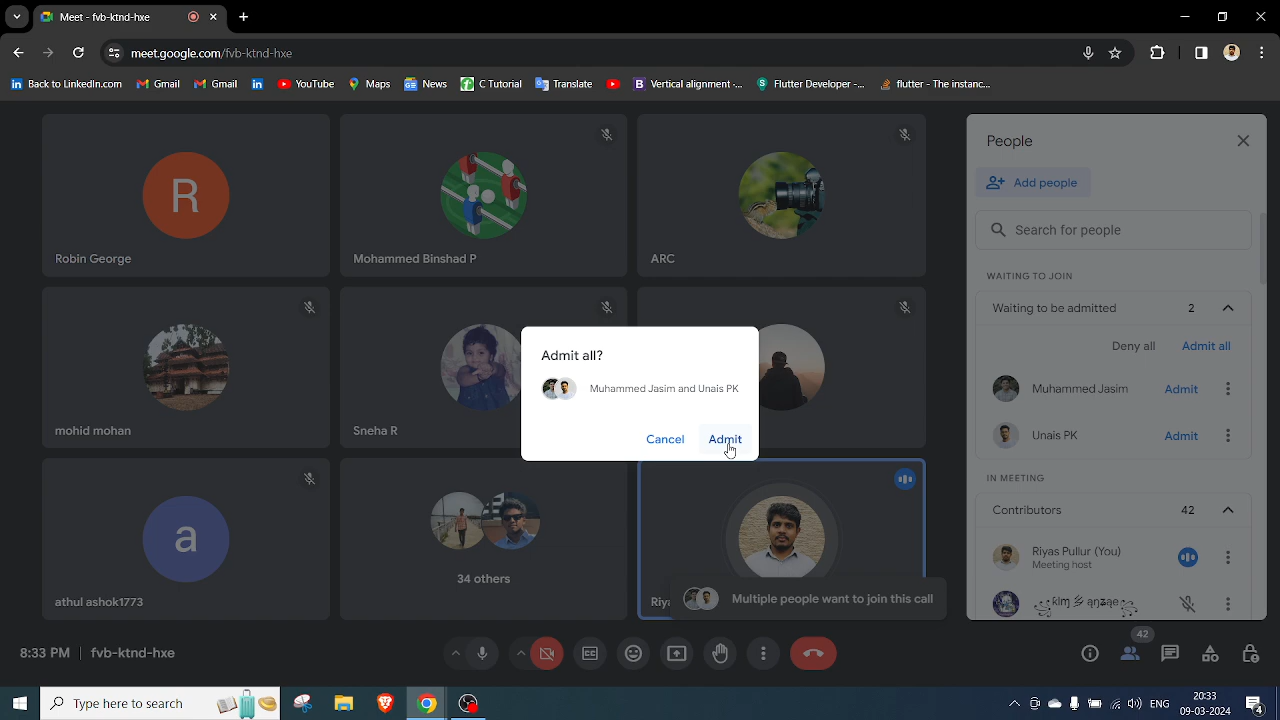 Meet - fvb-ktnd-hxe
meet.google.com/fvb-ktnd-hxe
Back to LinkedIn.com Gmail Gmail YouTube Maps News C Tutorial Translate Vertical alignment -... Flutter Developer -... flutter - The instanc...
R
Robin George
Mohammed Binshad P
ARC
mohid mohan
Sneha R
a
athul ashok1773
34 others
Riya
Multiple people want to join this call
Admit all?
Muhammed Jasim and Unais PK
Cancel Admit
People
Add people
Search for people
WAITING TO JOIN
Waiting to be admitted 2
Deny all Admit all
Muhammed Jasim Admit
Unais PK Admit
IN MEETING
Contributors 42
Riyas Pullur (You)
Meeting host
8:33 PM | fvb-ktnd-hxe
42
Type here to search
ENG
2033
09-03-2024
4